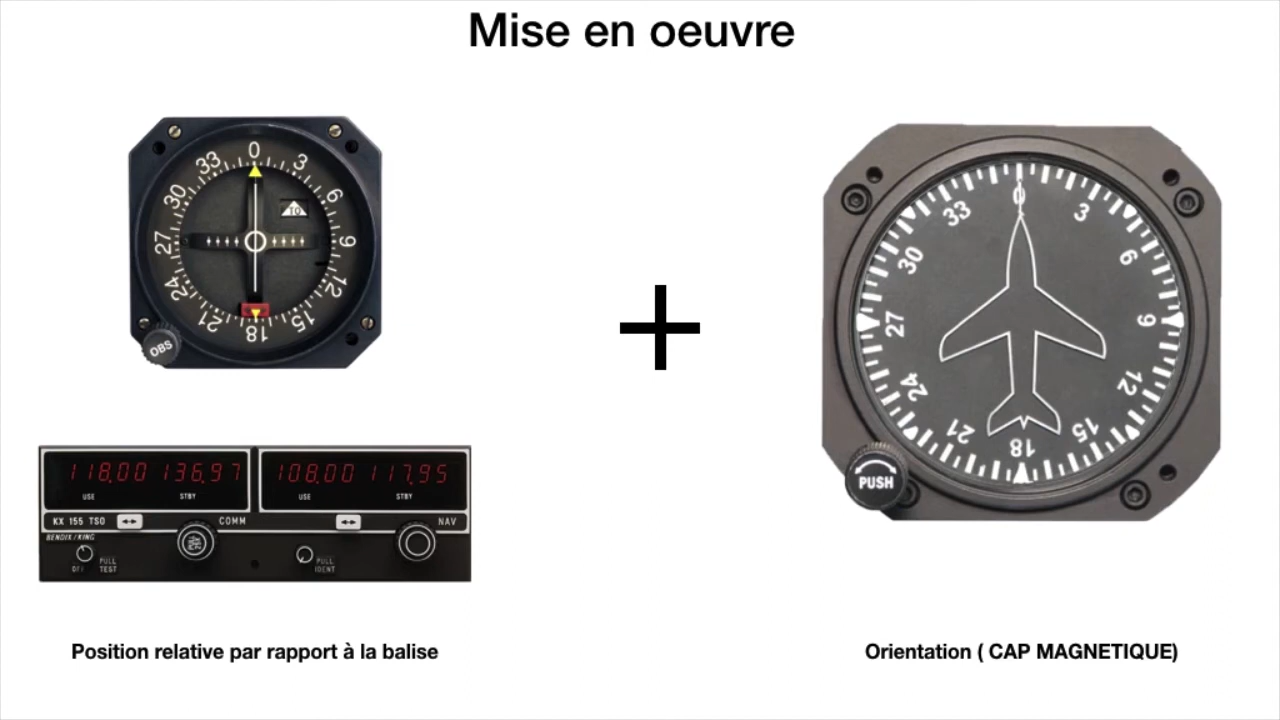 Mise en oeuvre
0
3
6
9
12
15
18
21
24
27
30
33
TO
OBS
0
3
6
9
12
15
18
21
24
27
30
33
PUSH
118.00 136.97 108.00 117.95
USE STBY USE STBY
KX 155 TSO COMM NAV
BENDIX/KING
OFF PULL TEST PULL IDENT
Position relative par rapport à la balise
Orientation ( CAP MAGNETIQUE)